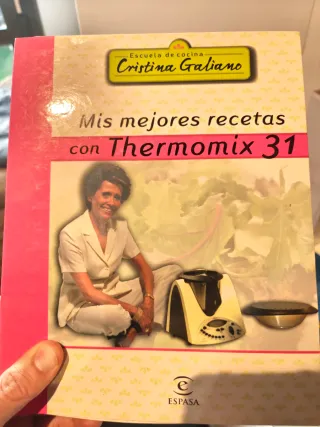 Escuela de cocina
Cristina Galiano
Mis mejores recetas
con Thermomix 31
e
ESPASA